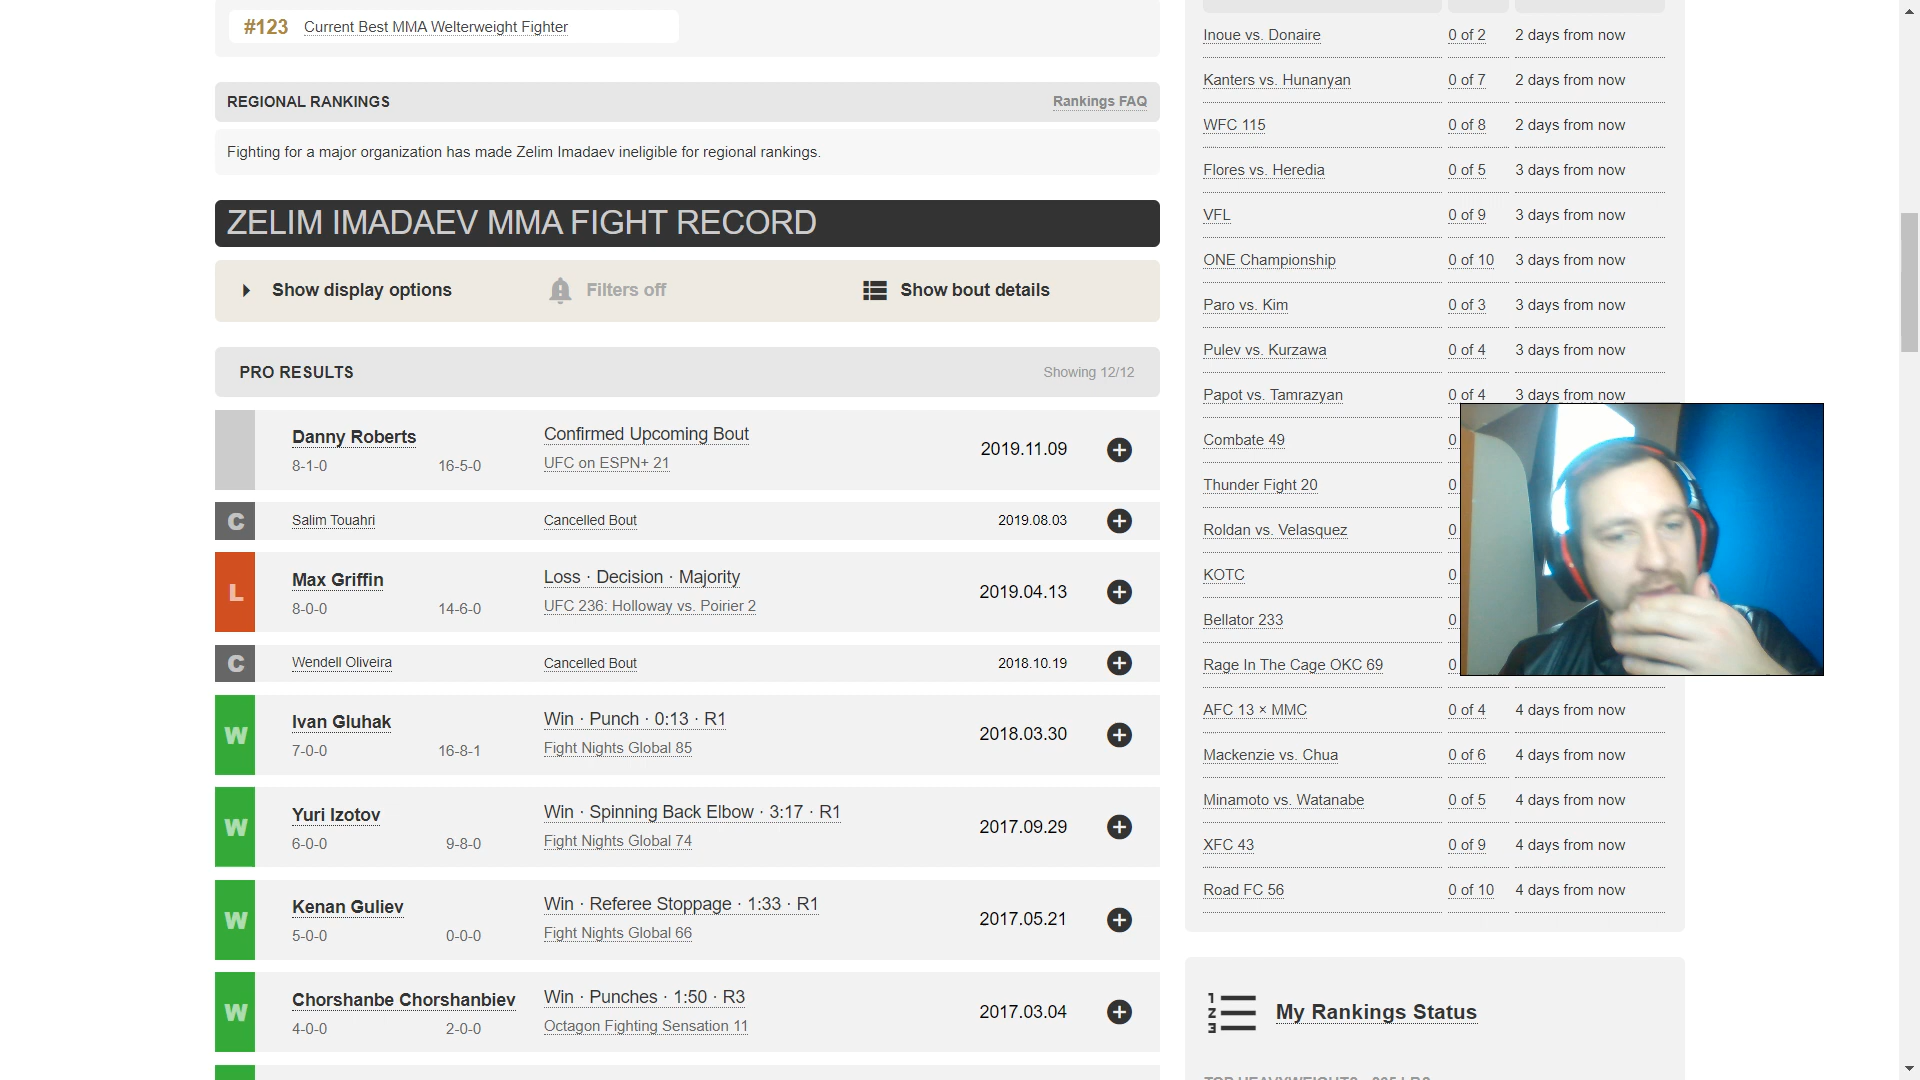 #123 Current Best MMA Welterweight Fighter
REGIONAL RANKINGS Rankings FAQ
Fighting for a major organization has made Zelim Imadaev ineligible for regional rankings.
ZELIM IMADAEV MMA FIGHT RECORD
Show display options Filters off Show bout details
PRO RESULTS Showing 12/12
Danny Roberts Confirmed Upcoming Bout 2019.11.09
8-1-0 16-5-0 UFC on ESPN+ 21
C Salim Touahri Cancelled Bout 2019.08.03
L Max Griffin Loss · Decision · Majority 2019.04.13
8-0-0 14-6-0 UFC 236: Holloway vs. Poirier 2
C Wendell Oliveira Cancelled Bout 2018.10.19
W Ivan Gluhak Win · Punch · 0:13 · R1 2018.03.30
7-0-0 16-8-1 Fight Nights Global 85
W Yuri Izotov Win · Spinning Back Elbow · 3:17 · R1 2017.09.29
6-0-0 9-8-0 Fight Nights Global 74
W Kenan Guliev Win · Referee Stoppage · 1:33 · R1 2017.05.21
5-0-0 0-0-0 Fight Nights Global 66
W Chorshanbe Chorshanbiev Win · Punches · 1:50 · R3 2017.03.04
4-0-0 2-0-0 Octagon Fighting Sensation 11
Inoue vs. Donaire 0 of 2 2 days from now
Kanters vs. Hunanyan 0 of 7 2 days from now
WFC 115 0 of 8 2 days from now
Flores vs. Heredia 0 of 5 3 days from now
VFL 0 of 9 3 days from now
ONE Championship 0 of 10 3 days from now
Paro vs. Kim 0 of 3 3 days from now
Pulev vs. Kurzawa 0 of 4 3 days from now
Papot vs. Tamrazyan 0 of 4 3 days from now
Combate 49 0
Thunder Fight 20 0
Roldan vs. Velasquez 0
KOTC 0
Bellator 233 0
Rage In The Cage OKC 69 0
AFC 13 × MMC 0 of 4 4 days from now
Mackenzie vs. Chua 0 of 6 4 days from now
Minamoto vs. Watanabe 0 of 5 4 days from now
XFC 43 0 of 9 4 days from now
Road FC 56 0 of 10 4 days from now
My Rankings Status